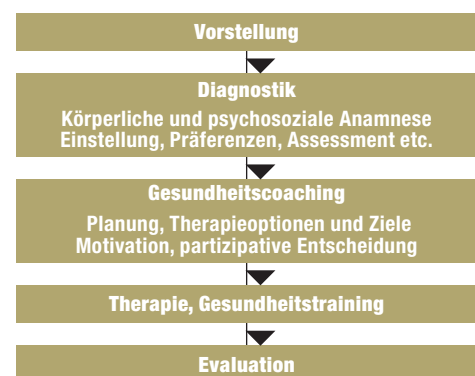 Vorstellung
Diagnostik
Körperliche und psychosoziale Anamnese
Einstellung, Präferenzen, Assessment etc.
Gesundheitscoaching
Planung, Therapieoptionen und Ziele
Motivation, partizipative Entscheidung
Therapie, Gesundheitstraining
Evaluation